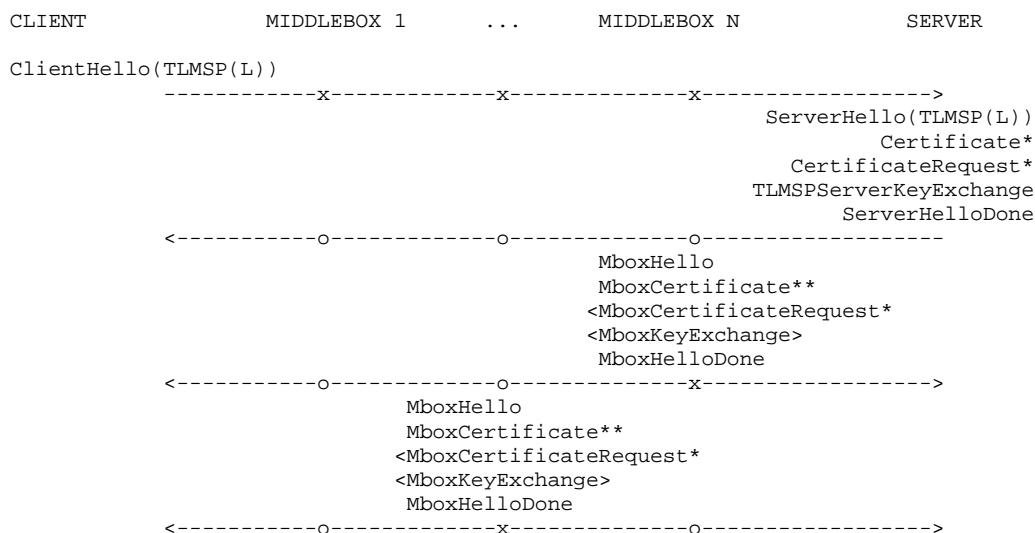 CLIENT MIDDLEBOX 1 ... MIDDLEBOX N SERVER
ClientHello(TLMSP(L))
------------x-------------x--------------x------------------>
ServerHello(TLMSP(L))
Certificate*
CertificateRequest*
TLMSPServerKeyExchange
ServerHelloDone
<-----------o-------------o--------------o-------------------
MboxHello
MboxCertificate**
<MboxCertificateRequest*
<MboxKeyExchange>
MboxHelloDone
<-----------o-------------o--------------x------------------>
MboxHello
MboxCertificate**
<MboxCertificateRequest*
<MboxKeyExchange>
MboxHelloDone
<-----------o-------------x--------------o------------------>